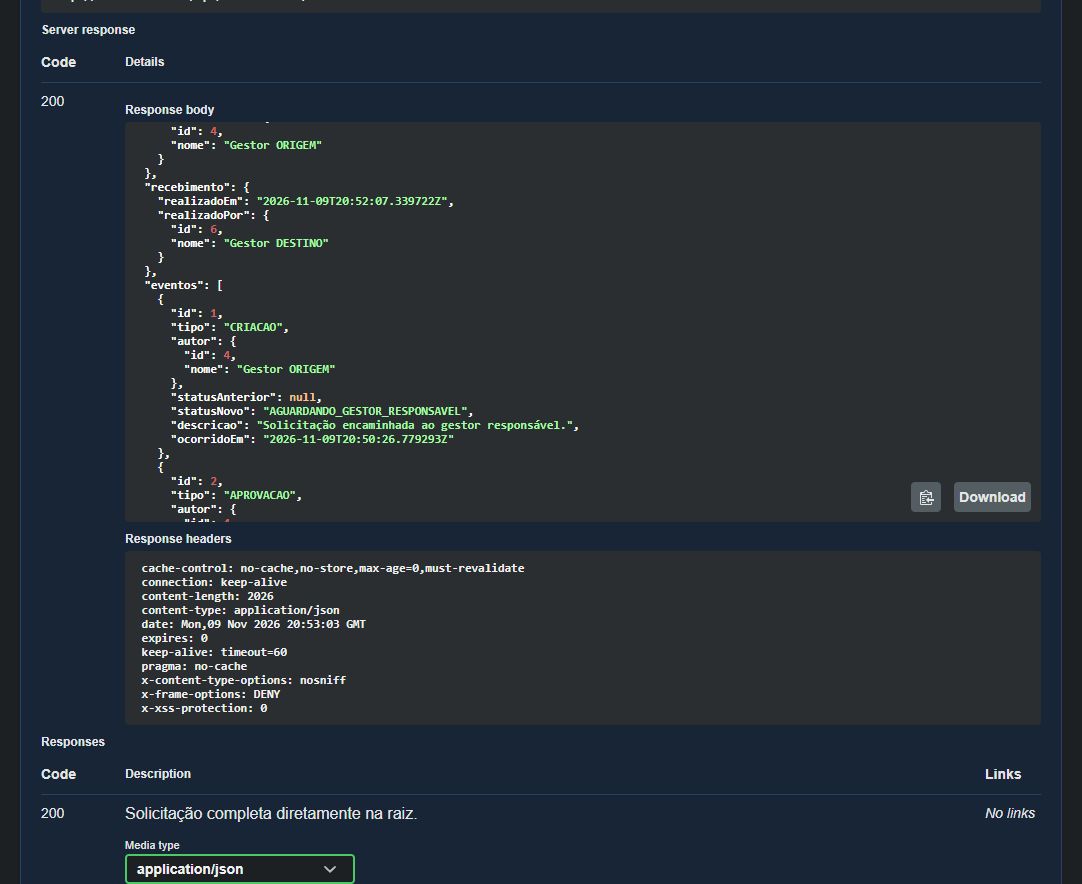 Server response
Code Details
200
Response body
"id": 4,
"nome": "Gestor ORIGEM"
}
},
"recebimento": {
"realizadoEm": "2026-11-09T20:52:07.339722Z",
"realizadoPor": {
"id": 6,
"nome": "Gestor DESTINO"
}
},
"eventos": [
{
"id": 1,
"tipo": "CRIACAO",
"autor": {
"id": 4,
"nome": "Gestor ORIGEM"
},
"statusAnterior": null,
"statusNovo": "AGUARDANDO_GESTOR_RESPONSAVEL",
"descricao": "Solicitação encaminhada ao gestor responsável.",
"ocorridoEm": "2026-11-09T20:50:26.779293Z"
},
{
"id": 2,
"tipo": "APROVACAO",
"autor": {
Download
Response headers
cache-control: no-cache,no-store,max-age=0,must-revalidate
connection: keep-alive
content-length: 2026
content-type: application/json
date: Mon,09 Nov 2026 20:53:03 GMT
expires: 0
keep-alive: timeout=60
pragma: no-cache
x-content-type-options: nosniff
x-frame-options: DENY
x-xss-protection: 0
Responses
Code Description Links
200 Solicitação completa diretamente na raiz. No links
Media type
application/json